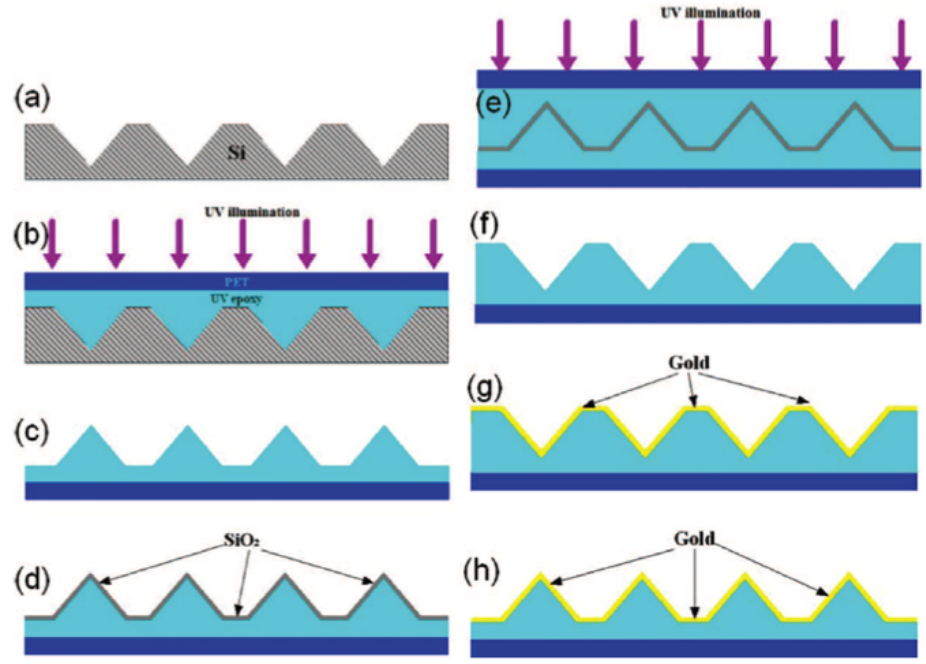 (a)
Si
UV illumination
(b)
PET
UV epoxy
(c)
SiO₂
(d)
UV illumination
(e)
(f)
Gold
(g)
Gold
(h)